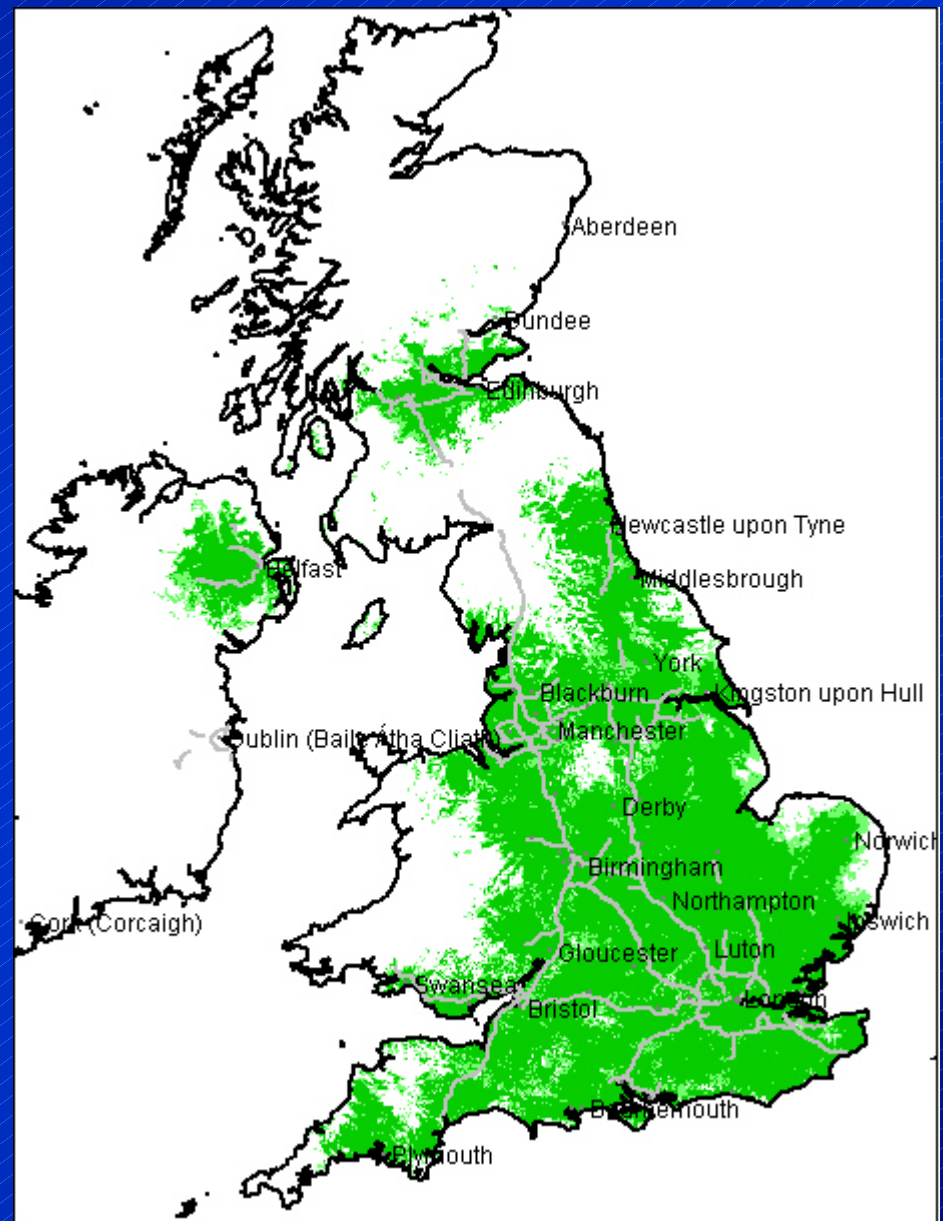 Aberdeen
Dundee
Edinburgh
Newcastle upon Tyne
Belfast
Middlesbrough
York
Blackburn
Kingston upon Hull
Dublin (Baile Átha Cliath)
Manchester
Derby
Norwich
Birmingham
Northampton
Cork (Corcaigh)
Ipswich
Gloucester
Luton
Swansea
London
Bristol
Bournemouth
Plymouth